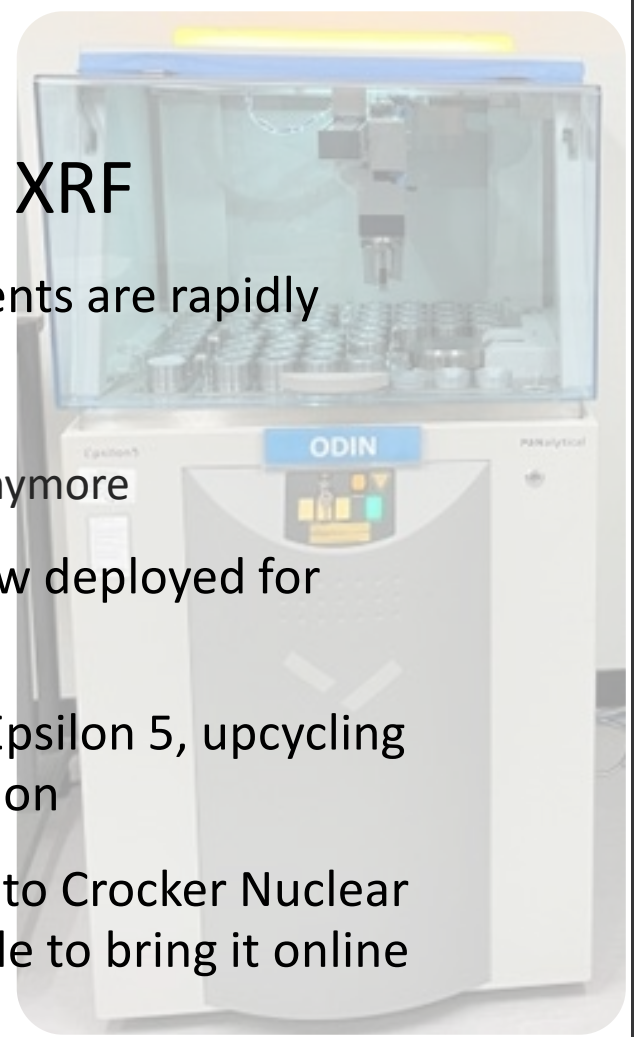 XRF
ents are rapidly
Epsilon5
ODIN
PANalytical
nymore
w deployed for
Epsilon 5, upcycling
on
to Crocker Nuclear
le to bring it online